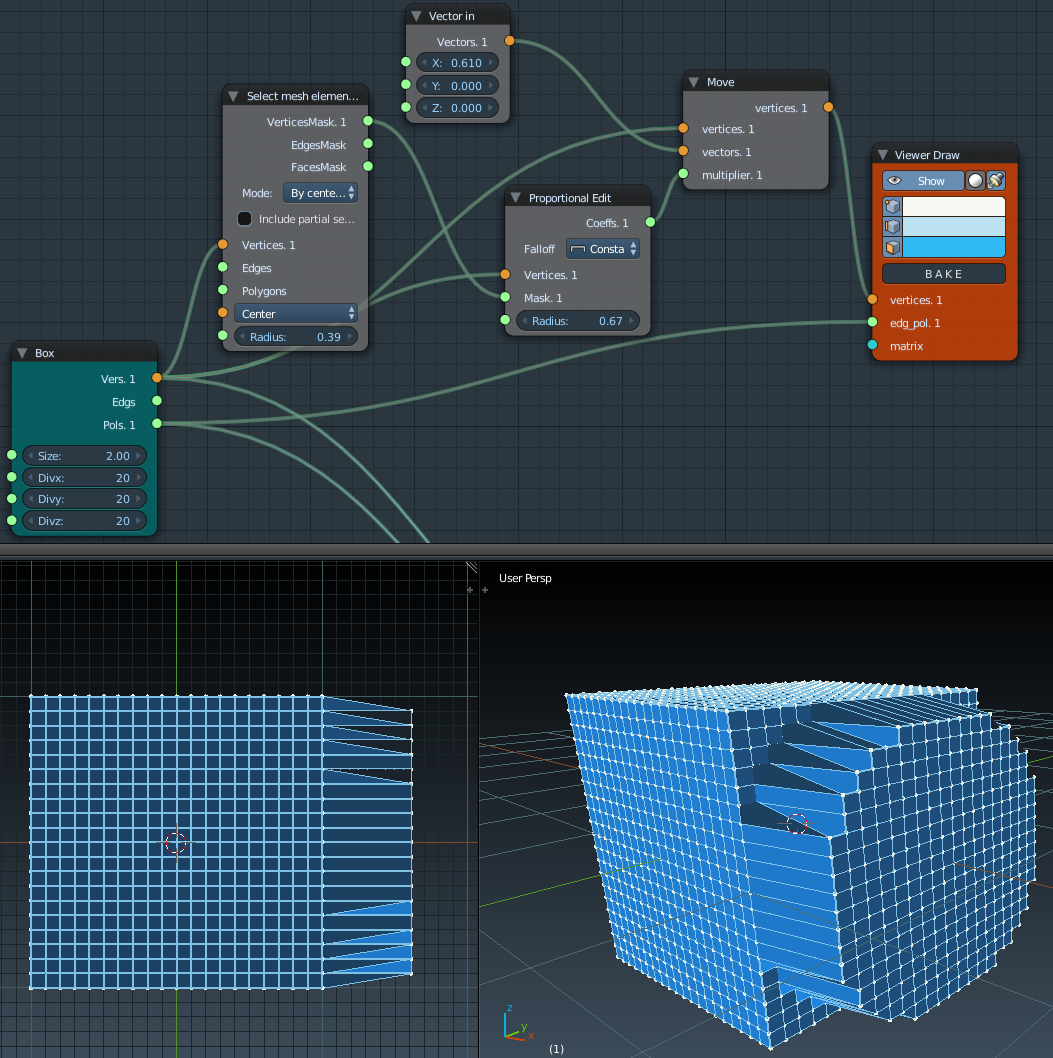 Vector in
Vectors. 1
X: 0.610
Y: 0.000
Z: 0.000
Select mesh elemen...
VerticesMask. 1
EdgesMask
FacesMask
Mode: By cente...
Include partial se...
Vertices. 1
Edges
Polygons
Center
Radius: 0.39
Move
vertices. 1
vertices. 1
vectors. 1
multiplier. 1
Proportional Edit
Coeffs. 1
Falloff Consta
Vertices. 1
Mask. 1
Radius: 0.67
Viewer Draw
Show
BAKE
vertices. 1
edg_pol. 1
matrix
Box
Vers. 1
Edgs
Pols. 1
Size: 2.00
Divx: 20
Divy: 20
Divz: 20
User Persp
z
y
x
(1)